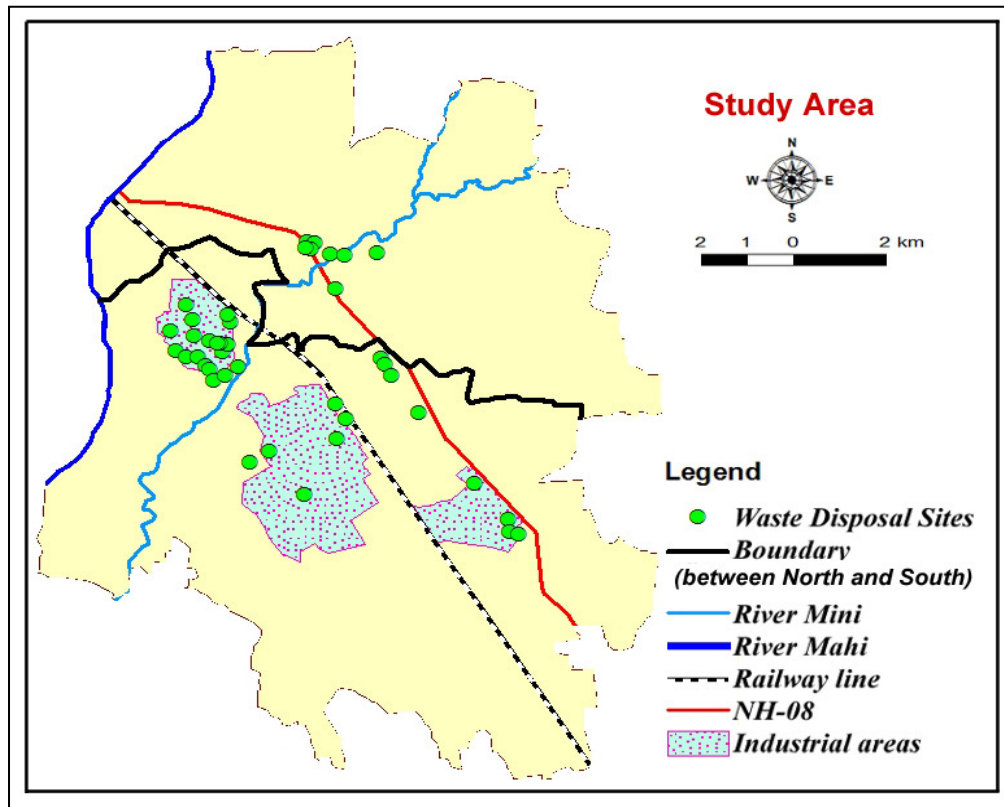 Study Area
N
W E
S
2 1 0 2 km
Legend
Waste Disposal Sites
Boundary
(between North and South)
River Mini
River Mahi
Railway line
NH-08
Industrial areas